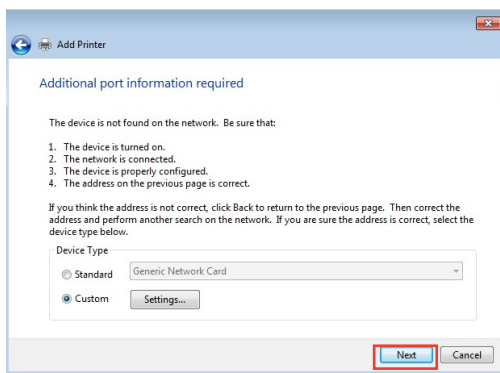 Add Printer
Additional port information required
The device is not found on the network. Be sure that:
1. The device is turned on.
2. The network is connected.
3. The device is properly configured.
4. The address on the previous page is correct.
If you think the address is not correct, click Back to return to the previous page. Then correct the
address and perform another search on the network. If you are sure the address is correct, select the
device type below.
Device Type
Standard Generic Network Card
Custom Settings...
Next Cancel